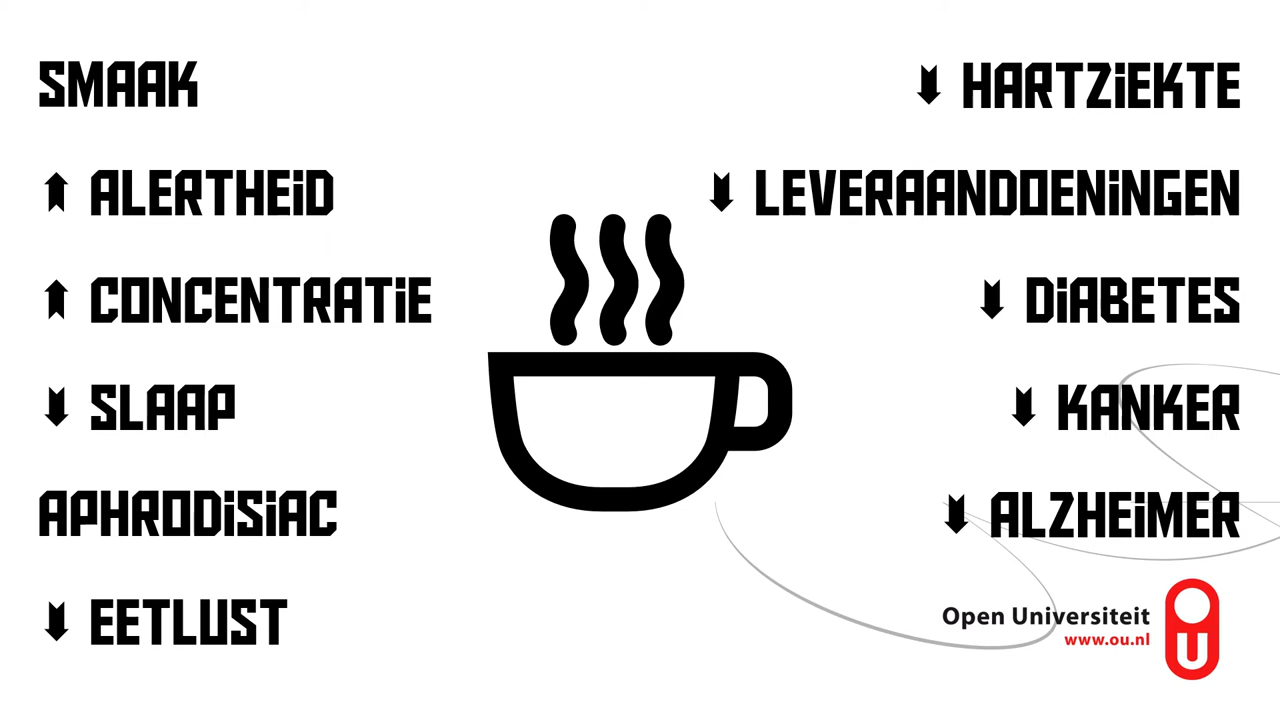 SMAAK
⬆ ALERTHEID
⬆ CONCENTRATIE
⬇ SLAAP
APHRODISIAC
⬇ EETLUST
⬇ HARTZIEKTE
⬇ LEVERAANDOENINGEN
⬇ DIABETES
⬇ KANKER
⬇ ALZHEIMER
Open Universiteit
www.ou.nl